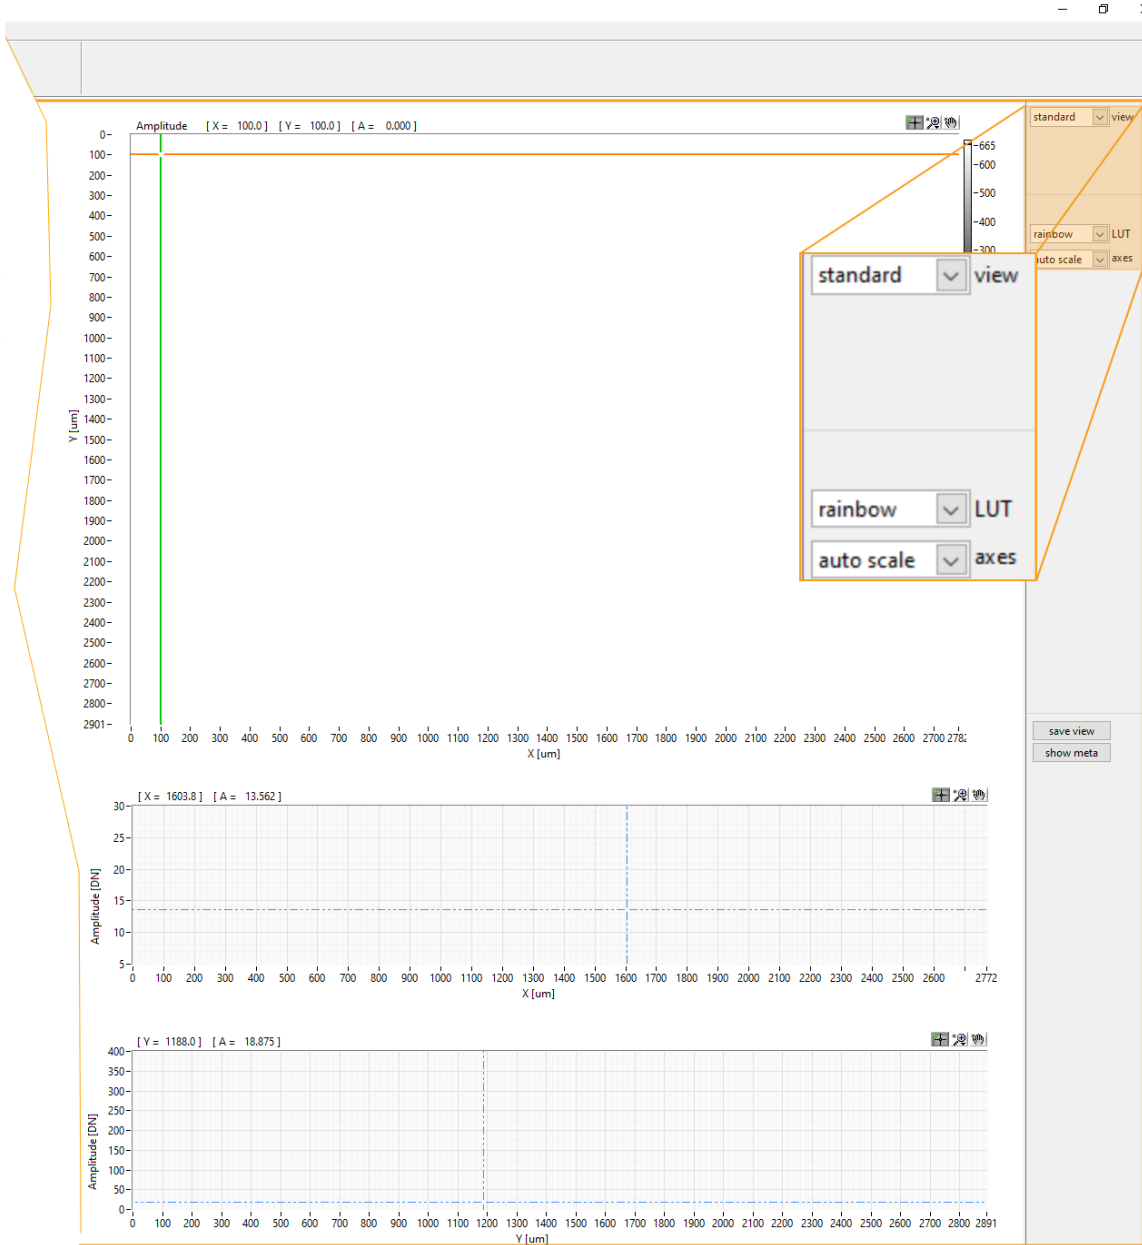 Amplitude [ X = 100.0 ] [ Y = 100.0 ] [ A = 0.000 ]
0
100
200
300
400
500
600
700
800
900
1000
1100
1200
1300
1400
1500
1600
1700
1800
1900
2000
2100
2200
2300
2400
2500
2600
2700
2800
2901
Y [um]
0 100 200 300 400 500 600 700 800 900 1000 1100 1200 1300 1400 1500 1600 1700 1800 1900 2000 2100 2200 2300 2400 2500 2600 2700 2782
X [um]
665
600
500
400
300
standard view
rainbow LUT
auto scale axes
standard view
rainbow LUT
auto scale axes
save view
show meta
[ X = 1603.8 ] [ A = 13.562 ]
30
25
20
15
10
5
Amplitude [DN]
0 100 200 300 400 500 600 700 800 900 1000 1100 1200 1300 1400 1500 1600 1700 1800 1900 2000 2100 2200 2300 2400 2500 2600 2772
X [um]
[ Y = 1188.0 ] [ A = 18.875 ]
400
350
300
250
200
150
100
50
0
Amplitude [DN]
0 100 200 300 400 500 600 700 800 900 1000 1100 1200 1300 1400 1500 1600 1700 1800 1900 2000 2100 2200 2300 2400 2500 2600 2700 2800 2891
Y [um]